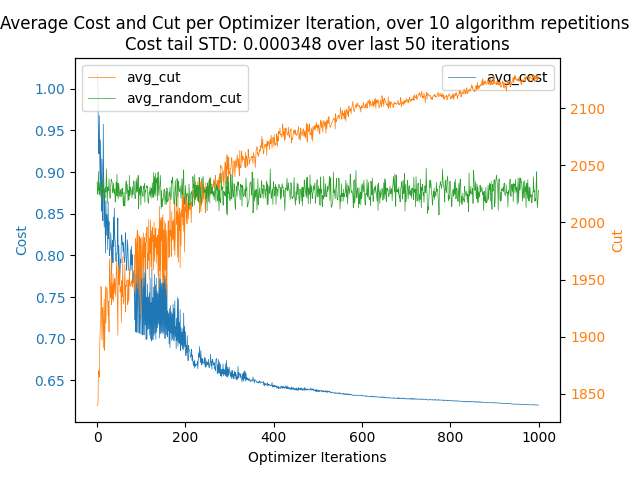 Average Cost and Cut per Optimizer Iteration, over 10 algorithm repetitions
Cost tail STD: 0.000348 over last 50 iterations
avg_cut
avg_random_cut
avg_cost
1.00
0.95
0.90
0.85
0.80
0.75
0.70
0.65
Cost
2100
2050
2000
1950
1900
1850
Cut
0
200
400
600
800
1000
Optimizer Iterations